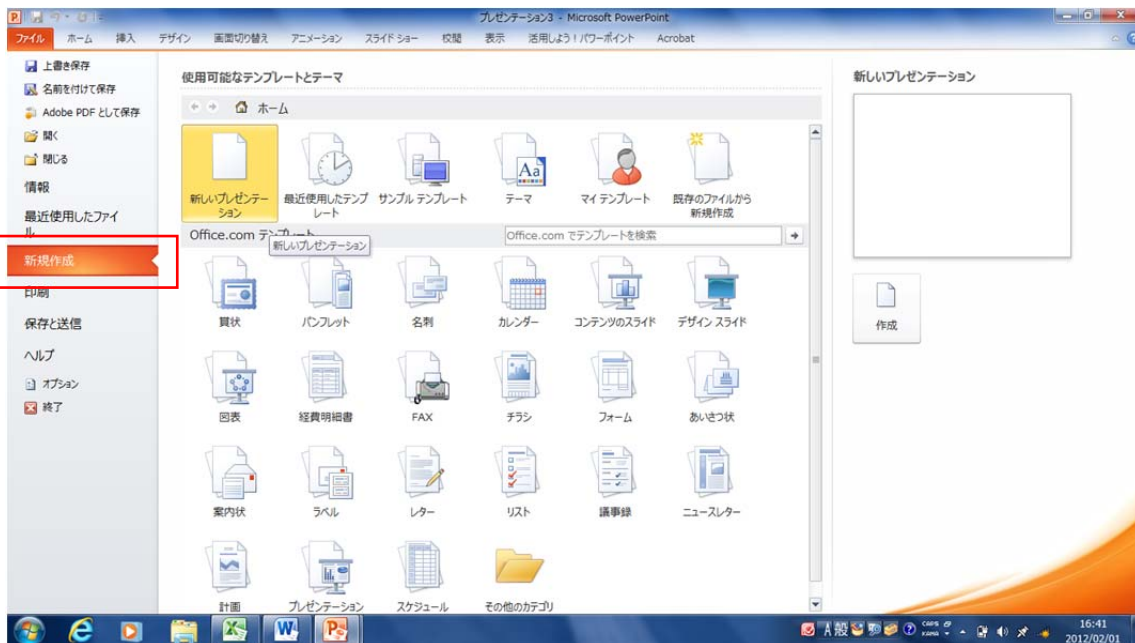 プレゼンテーション3 - Microsoft PowerPoint
ファイル ホーム 挿入 デザイン 画面切り替え アニメーション スライド ショー 校閲 表示 活用しよう！パワーポイント Acrobat
上書き保存
名前を付けて保存
Adobe PDF として保存
開く
閉じる
情報
最近使用したファイ
ル
新規作成
印刷
保存と送信
ヘルプ
オプション
終了
使用可能なテンプレートとテーマ
ホーム
新しいプレゼンテー
ション
最近使用したテンプ
レート
サンプル テンプレート
テーマ
マイ テンプレート
既存のファイルから
新規作成
Office.com テンプレート
新しいプレゼンテーション
Office.com でテンプレートを検索
賞状 パンフレット 名刺 カレンダー コンテンツのスライド デザイン スライド
図表 経費明細書 FAX チラシ フォーム あいさつ状
案内状 ラベル レター リスト 議事録 ニュースレター
計画 プレゼンテーション スケジュール その他のカテゴリ
新しいプレゼンテーション
作成
A 般
CAPS
KANA
16:41
2012/02/01